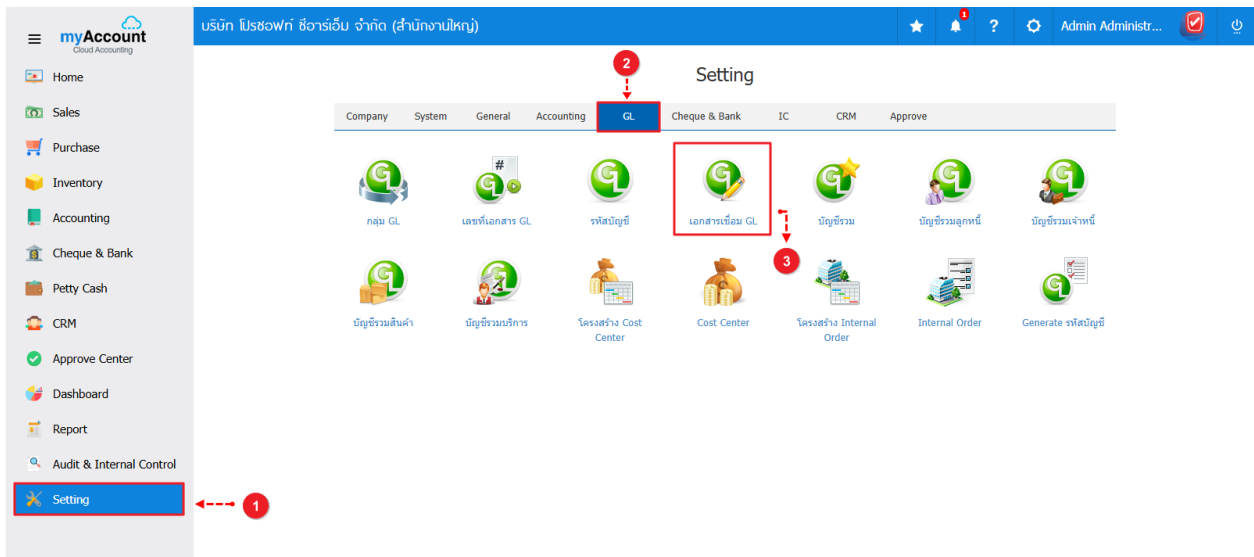 myAccount
Cloud Accounting
บริษัท โปรซอฟท์ ซีอาร์เอ็ม จำกัด (สำนักงานใหญ่)
1
?
Admin Administr...
Home
Sales
Purchase
Inventory
Accounting
Cheque & Bank
Petty Cash
CRM
Approve Center
Dashboard
Report
Audit & Internal Control
Setting
1
2
Setting
Company System General Accounting GL Cheque & Bank IC CRM Approve
#
กลุ่ม GL เลขที่เอกสาร GL รหัสบัญชี เอกสารเชื่อม GL บัญชีรวม บัญชีรวมลูกหนี้ บัญชีรวมเจ้าหนี้
3
บัญชีรวมสินค้า บัญชีรวมบริการ โครงสร้าง Cost Cost Center โครงสร้าง Internal Internal Order Generate รหัสบัญชี
Center Order